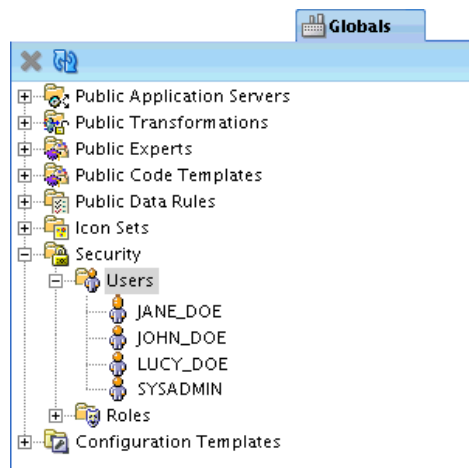 Globals
Public Application Servers
Public Transformations
Public Experts
Public Code Templates
Public Data Rules
Icon Sets
Security
Users
JANE_DOE
JOHN_DOE
LUCY_DOE
SYSADMIN
Roles
Configuration Templates